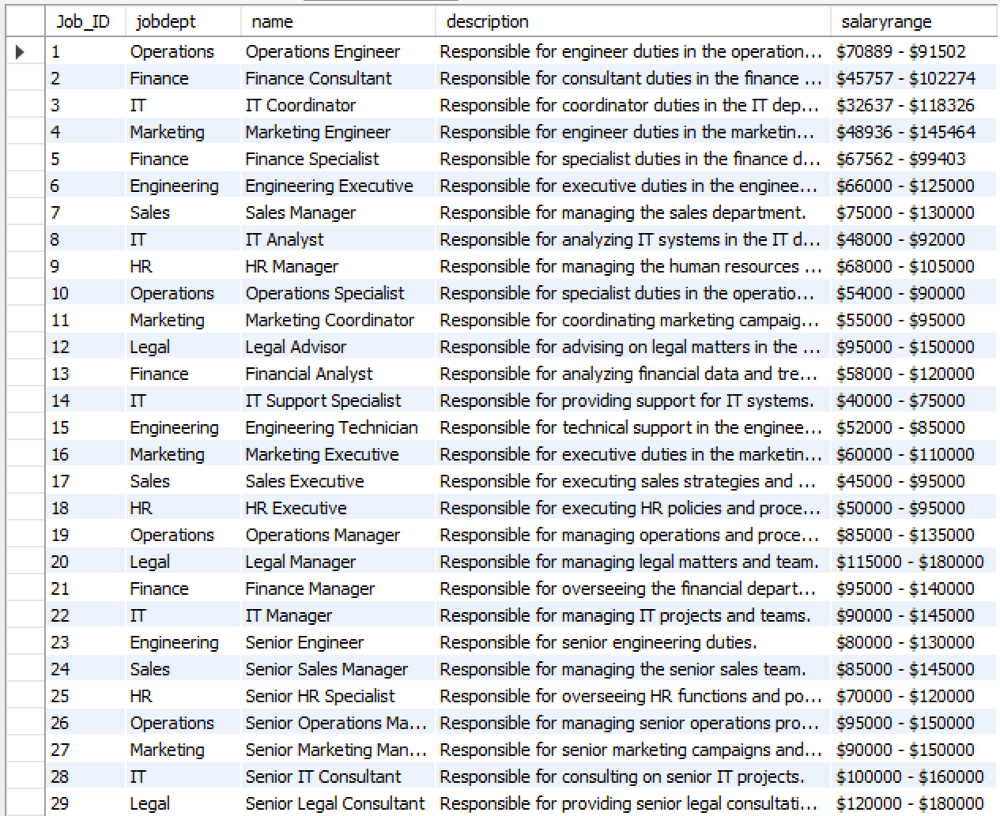 Job_ID jobdept name description salaryrange
1 Operations Operations Engineer Responsible for engineer duties in the operation... $70889 - $91502
2 Finance Finance Consultant Responsible for consultant duties in the finance ... $45757 - $102274
3 IT IT Coordinator Responsible for coordinator duties in the IT dep... $32637 - $118326
4 Marketing Marketing Engineer Responsible for engineer duties in the marketin... $48936 - $145464
5 Finance Finance Specialist Responsible for specialist duties in the finance d... $67562 - $99403
6 Engineering Engineering Executive Responsible for executive duties in the enginee... $66000 - $125000
7 Sales Sales Manager Responsible for managing the sales department. $75000 - $130000
8 IT IT Analyst Responsible for analyzing IT systems in the IT d... $48000 - $92000
9 HR HR Manager Responsible for managing the human resources ... $68000 - $105000
10 Operations Operations Specialist Responsible for specialist duties in the operatio... $54000 - $90000
11 Marketing Marketing Coordinator Responsible for coordinating marketing campaig... $55000 - $95000
12 Legal Legal Advisor Responsible for advising on legal matters in the ... $95000 - $150000
13 Finance Financial Analyst Responsible for analyzing financial data and tre... $58000 - $120000
14 IT IT Support Specialist Responsible for providing support for IT systems. $40000 - $75000
15 Engineering Engineering Technician Responsible for technical support in the enginee... $52000 - $85000
16 Marketing Marketing Executive Responsible for executive duties in the marketin... $60000 - $110000
17 Sales Sales Executive Responsible for executing sales strategies and ... $45000 - $95000
18 HR HR Executive Responsible for executing HR policies and proce... $50000 - $95000
19 Operations Operations Manager Responsible for managing operations and proce... $85000 - $135000
20 Legal Legal Manager Responsible for managing legal matters and team. $115000 - $180000
21 Finance Finance Manager Responsible for overseeing the financial depart... $95000 - $140000
22 IT IT Manager Responsible for managing IT projects and teams. $90000 - $145000
23 Engineering Senior Engineer Responsible for senior engineering duties. $80000 - $130000
24 Sales Senior Sales Manager Responsible for managing the senior sales team. $85000 - $145000
25 HR Senior HR Specialist Responsible for overseeing HR functions and po... $70000 - $120000
26 Operations Senior Operations Ma... Responsible for managing senior operations pro... $95000 - $150000
27 Marketing Senior Marketing Man... Responsible for senior marketing campaigns and... $90000 - $150000
28 IT Senior IT Consultant Responsible for consulting on senior IT projects. $100000 - $160000
29 Legal Senior Legal Consultant Responsible for providing senior legal consultati... $120000 - $180000